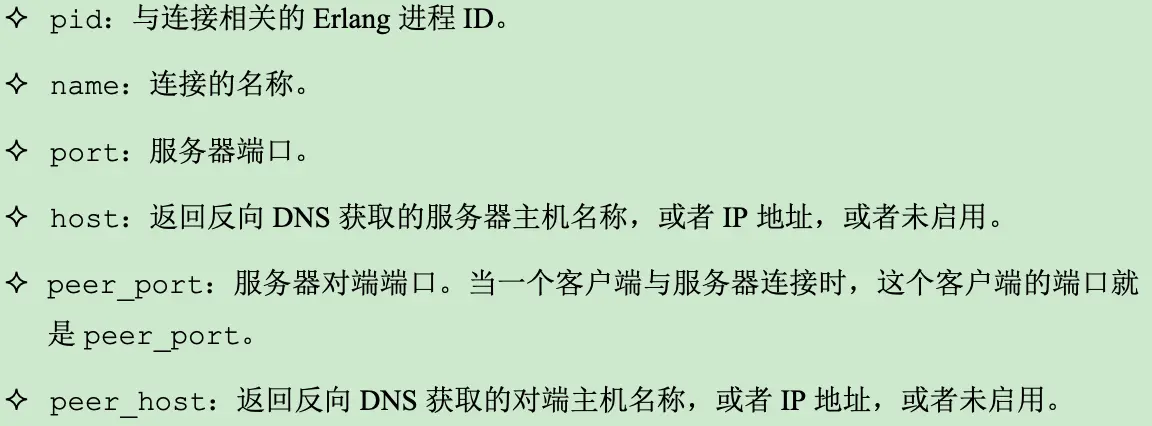 ✧ pid：与连接相关的 Erlang 进程 ID。
✧ name：连接的名称。
✧ port：服务器端口。
✧ host：返回反向 DNS 获取的服务器主机名称，或者 IP 地址，或者未启用。
✧ peer_port：服务器对端端口。当一个客户端与服务器连接时，这个客户端的端口就
是 peer_port。
✧ peer_host：返回反向 DNS 获取的对端主机名称，或者 IP 地址，或者未启用。